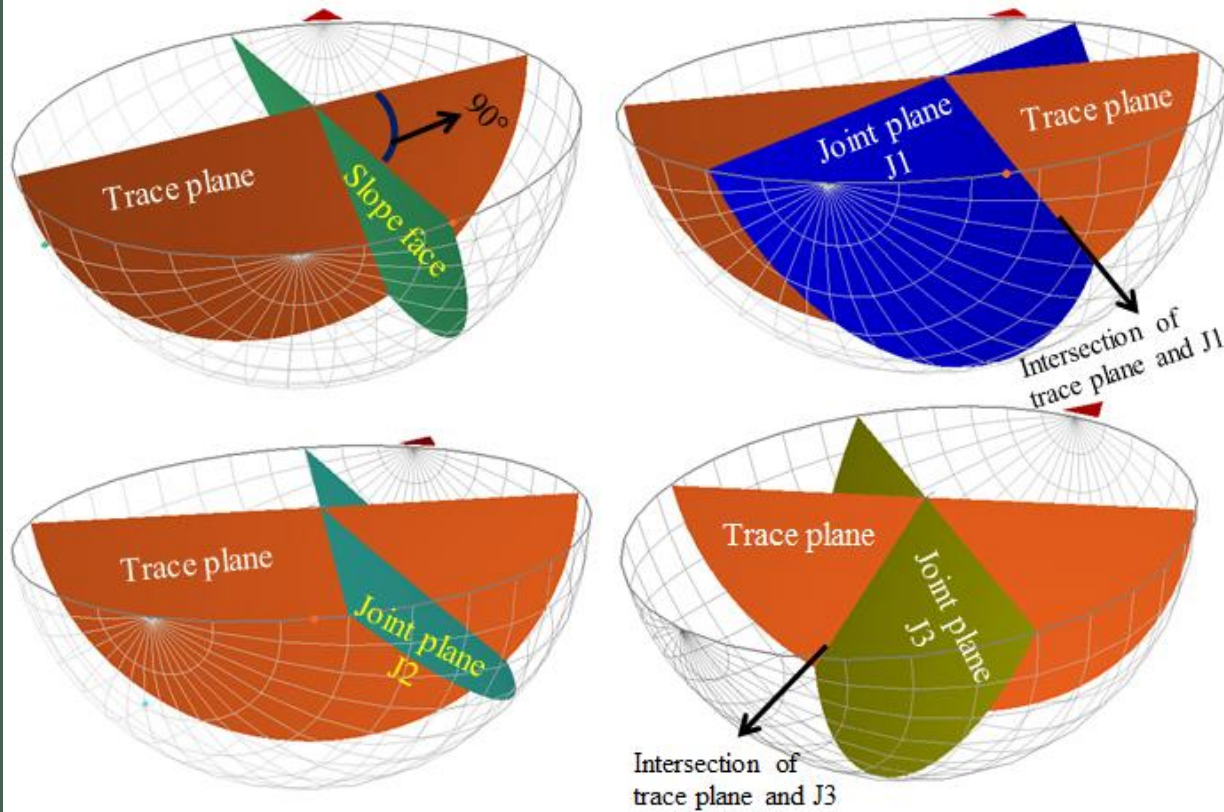 Trace plane
Slope face
90°
Joint plane
J1
Trace plane
Intersection of
trace plane and J1
Trace plane
Joint plane
J2
Trace plane
Joint plane
J3
Intersection of
trace plane and J3